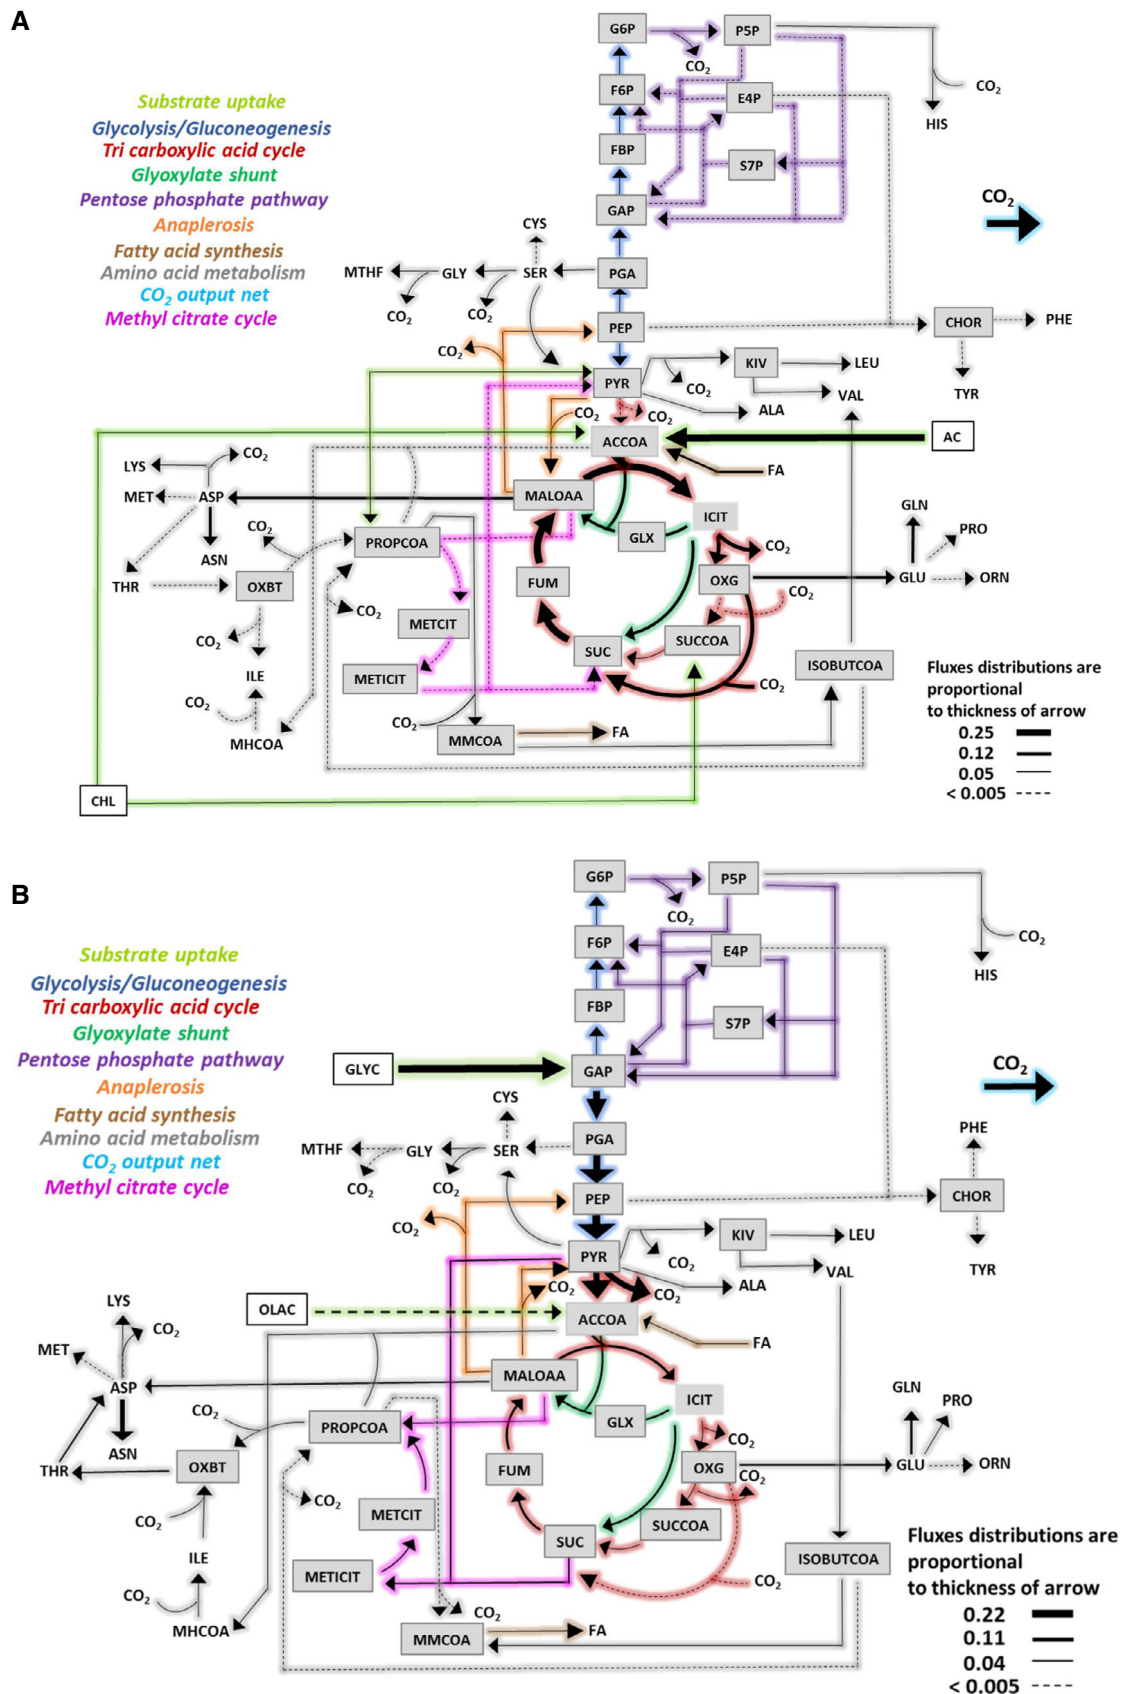 A
G6P
P5P
CO2
F6P
E4P
CO2
HIS
Substrate uptake
Glycolysis/Gluconeogenesis
Tri carboxylic acid cycle
Glyoxylate shunt
Pentose phosphate pathway
Anaplerosis
Fatty acid synthesis
Amino acid metabolism
CO2 output net
Methyl citrate cycle
FBP
S7P
GAP
CO2
CYS
MTHF
GLY
SER
PGA
CO2
CO2
PEP
CHOR
PHE
CO2
TYR
PYR
KIV
LEU
CO2
VAL
ALA
CO2
CO2
ACCOA
AC
LYS
CO2
FA
MET
ASP
MALOAA
ICIT
GLN
PRO
CO2
PROPCOA
GLX
CO2
ASN
THR
OXBT
FUM
OXG
GLU
ORN
CO2
CO2
METCIT
CO2
SUC
SUCCOA
ISOBUTCOA
ILE
METICIT
CO2
CO2
CO2
MHCOA
MMCOA
FA
CHL
Fluxes distributions are
proportional
to thickness of arrow
0.25
0.12
0.05
< 0.005
B
G6P
P5P
CO2
F6P
E4P
CO2
HIS
Substrate uptake
Glycolysis/Gluconeogenesis
Tri carboxylic acid cycle
Glyoxylate shunt
Pentose phosphate pathway
Anaplerosis
Fatty acid synthesis
Amino acid metabolism
CO2 output net
Methyl citrate cycle
FBP
S7P
GLYC
GAP
CO2
CYS
MTHF
GLY
SER
PGA
PHE
CO2
CO2
PEP
CHOR
CO2
PYR
KIV
LEU
CO2
VAL
TYR
CO2
CO2
ALA
LYS
OLAC
ACCOA
CO2
FA
MET
ASP
MALOAA
ICIT
GLN
PRO
CO2
PROPCOA
GLX
CO2
ASN
THR
OXBT
FUM
OXG
CO2
GLU
ORN
CO2
CO2
METCIT
SUCCOA
ILE
SUC
ISOBUTCOA
METICIT
CO2
CO2
CO2
MHCOA
MMCOA
FA
Fluxes distributions are
proportional
to thickness of arrow
0.22
0.11
0.04
< 0.005